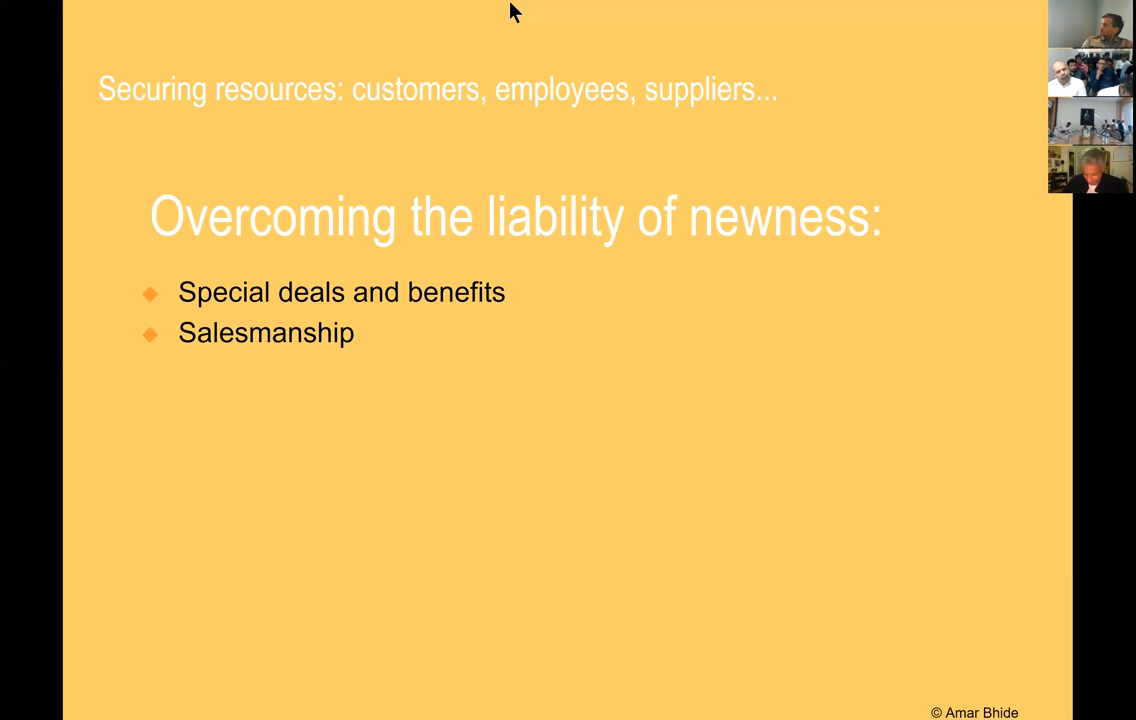 Securing resources: customers, employees, suppliers...
Overcoming the liability of newness:
Special deals and benefits
Salesmanship
© Amar Bhide